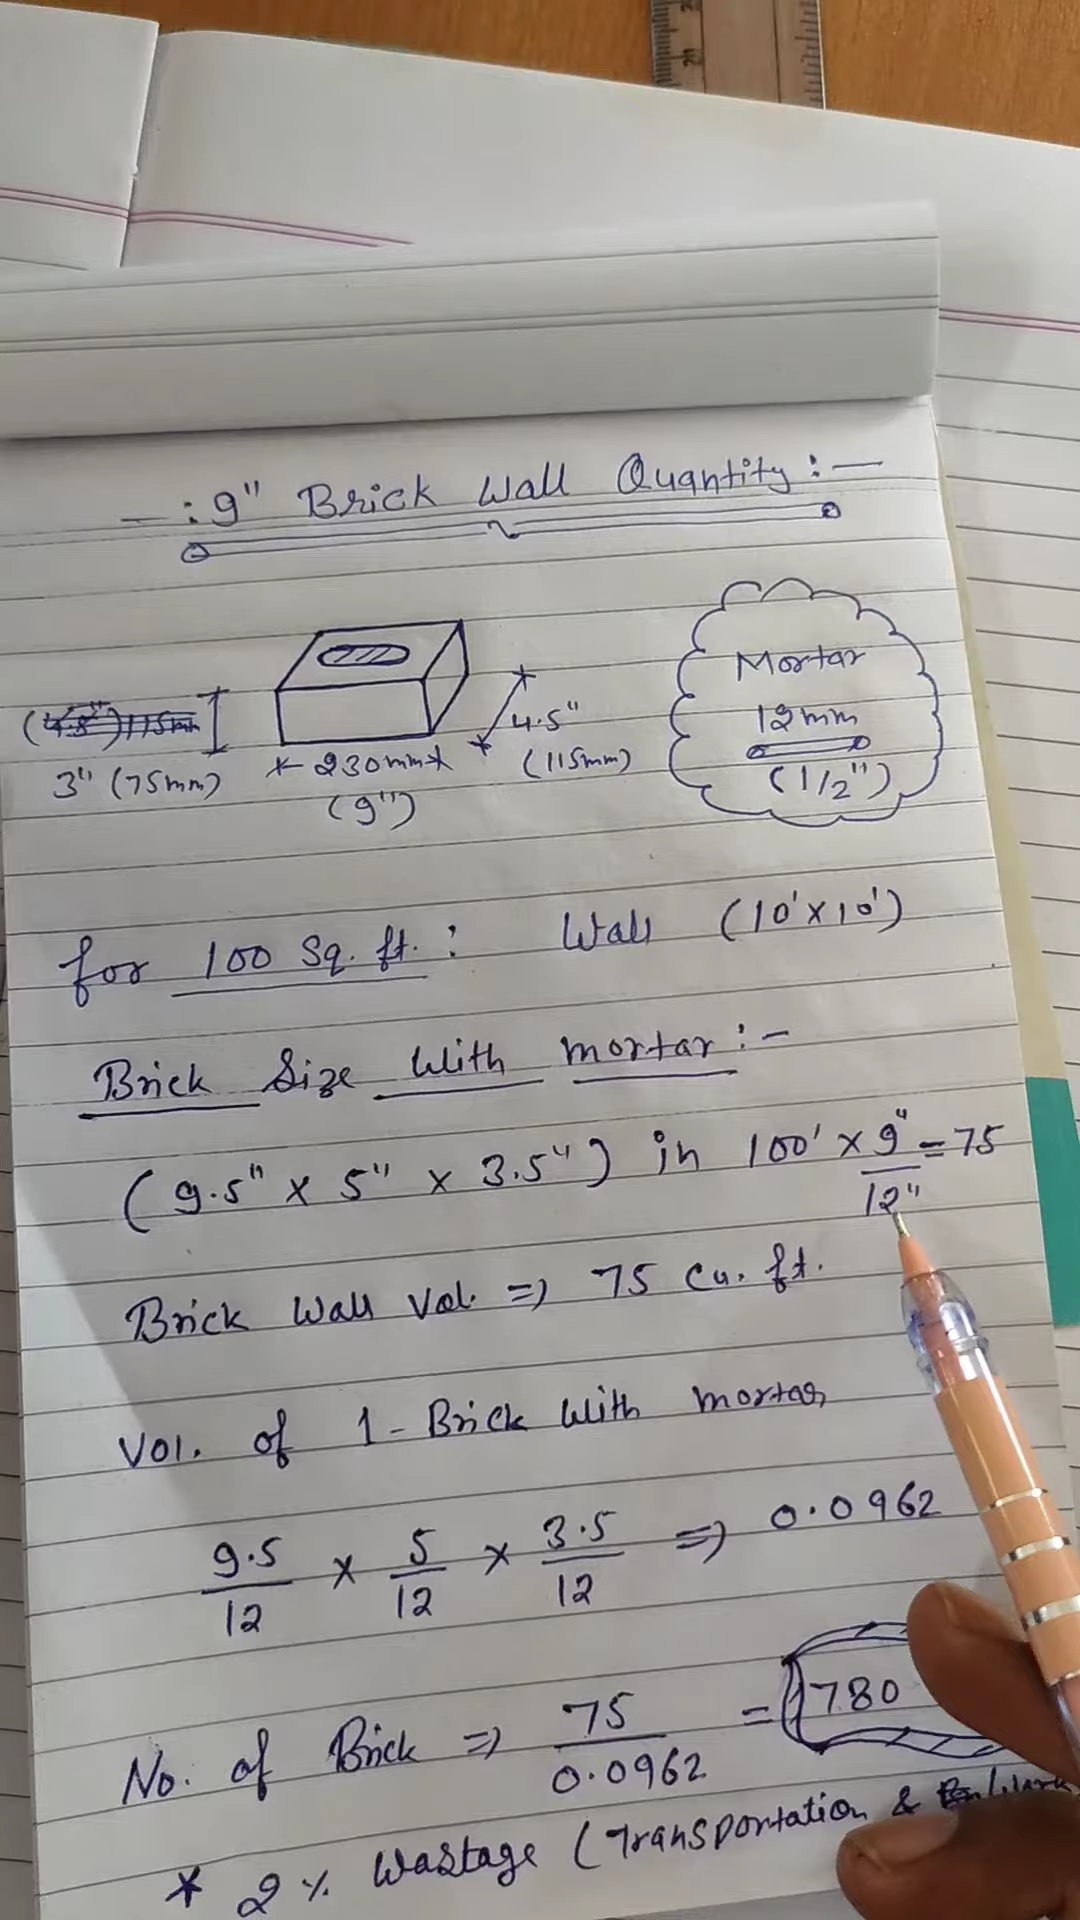 —: 9" Brick Wall Quantity :—
Mortar
12mm
(1/2")
3" (75mm)
230mm
(9")
4.5"
(115mm)
for 100 Sq. ft. : Wall (10'x10')
Brick Size With mortar :-
(9.5" x 5" x 3.5") in 100' x 9"/12" = 75
Brick Wall Vol. => 75 Cu. ft.
Vol. of 1 - Brick With mortar
9.5/12 x 5/12 x 3.5/12 => 0.0962
No. of Brick => 75/0.0962 = 780
* 2 % Wastage (Transportation &